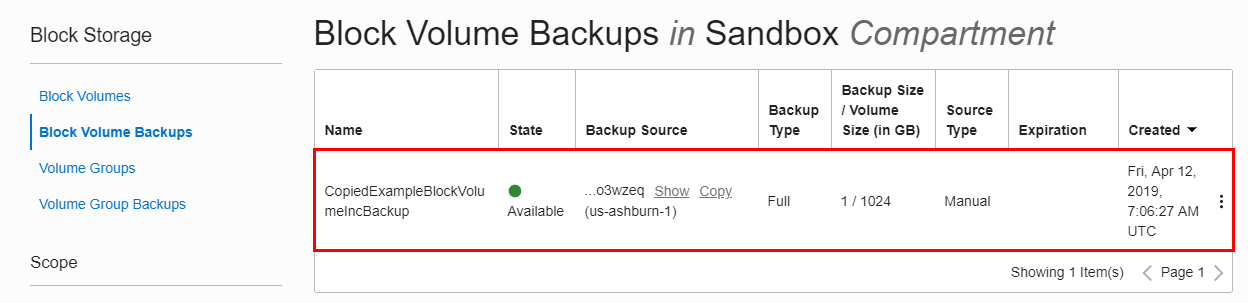 Block Storage
Block Volumes
Block Volume Backups
Volume Groups
Volume Group Backups
Scope
Block Volume Backups in Sandbox Compartment
Name
State
Backup Source
Backup
Type
Backup Size
/ Volume
Size (in GB)
Source
Type
Expiration
Created
CopiedExampleBlockVolu
meIncBackup
Available
...o3wzeq Show Copy
(us-ashburn-1)
Full
1 / 1024
Manual
Fri, Apr 12,
2019,
7:06:27 AM
UTC
Showing 1 Item(s) Page 1